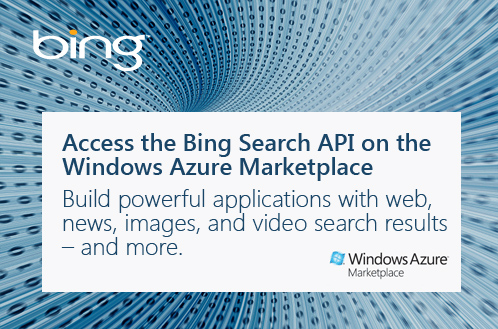 bing
Access the Bing Search API on the
Windows Azure Marketplace
Build powerful applications with web,
news, images, and video search results
– and more.
Windows Azure
Marketplace